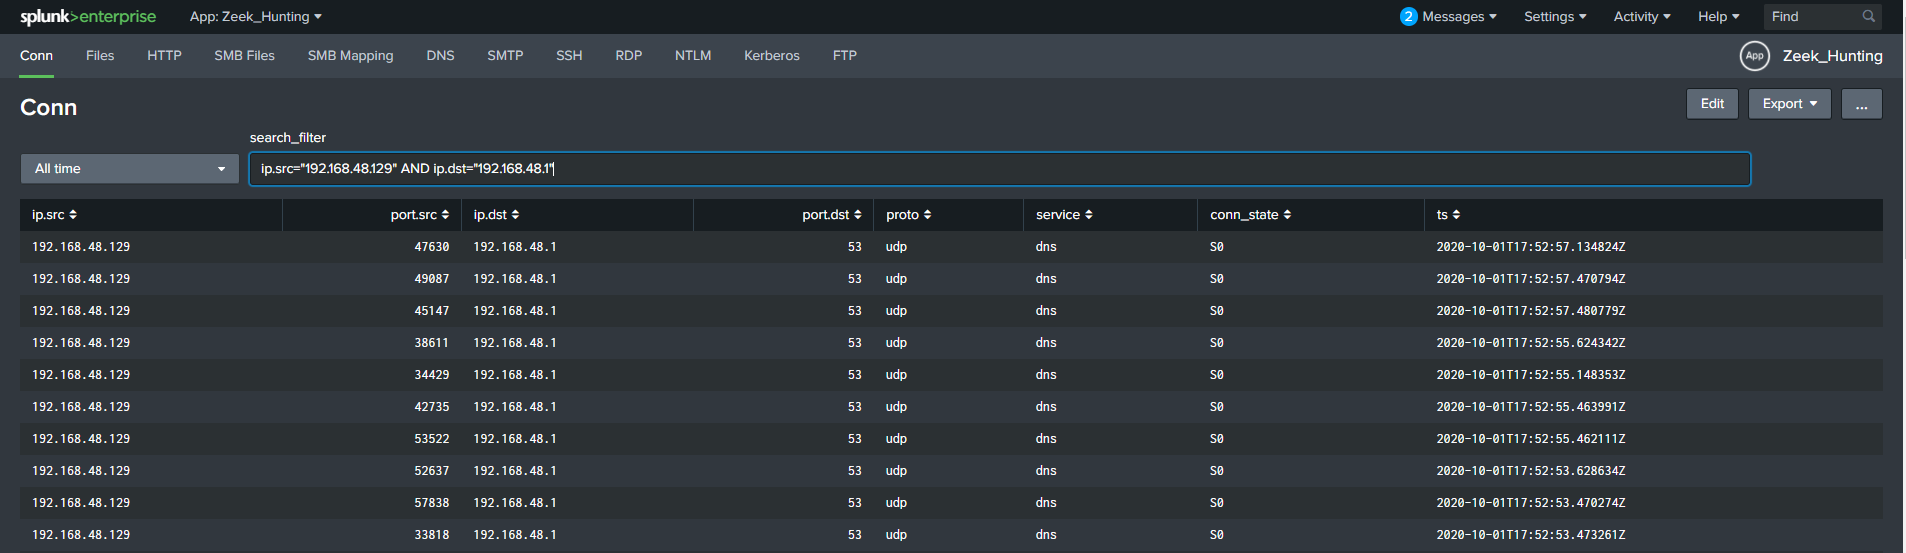 splunk>enterprise App: Zeek_Hunting 2 Messages Settings Activity Help Find
Conn Files HTTP SMB Files SMB Mapping DNS SMTP SSH RDP NTLM Kerberos FTP App Zeek_Hunting
Conn Edit Export ...
search_filter
All time ip.src="192.168.48.129" AND ip.dst="192.168.48.1"
ip.src port.src ip.dst port.dst proto service conn_state ts
192.168.48.129 47630 192.168.48.1 53 udp dns S0 2020-10-01T17:52:57.134824Z
192.168.48.129 49087 192.168.48.1 53 udp dns S0 2020-10-01T17:52:57.470794Z
192.168.48.129 45147 192.168.48.1 53 udp dns S0 2020-10-01T17:52:57.480779Z
192.168.48.129 38611 192.168.48.1 53 udp dns S0 2020-10-01T17:52:55.624342Z
192.168.48.129 34429 192.168.48.1 53 udp dns S0 2020-10-01T17:52:55.148353Z
192.168.48.129 42735 192.168.48.1 53 udp dns S0 2020-10-01T17:52:55.463991Z
192.168.48.129 53522 192.168.48.1 53 udp dns S0 2020-10-01T17:52:55.462111Z
192.168.48.129 52637 192.168.48.1 53 udp dns S0 2020-10-01T17:52:53.628634Z
192.168.48.129 57838 192.168.48.1 53 udp dns S0 2020-10-01T17:52:53.470274Z
192.168.48.129 33818 192.168.48.1 53 udp dns S0 2020-10-01T17:52:53.473261Z